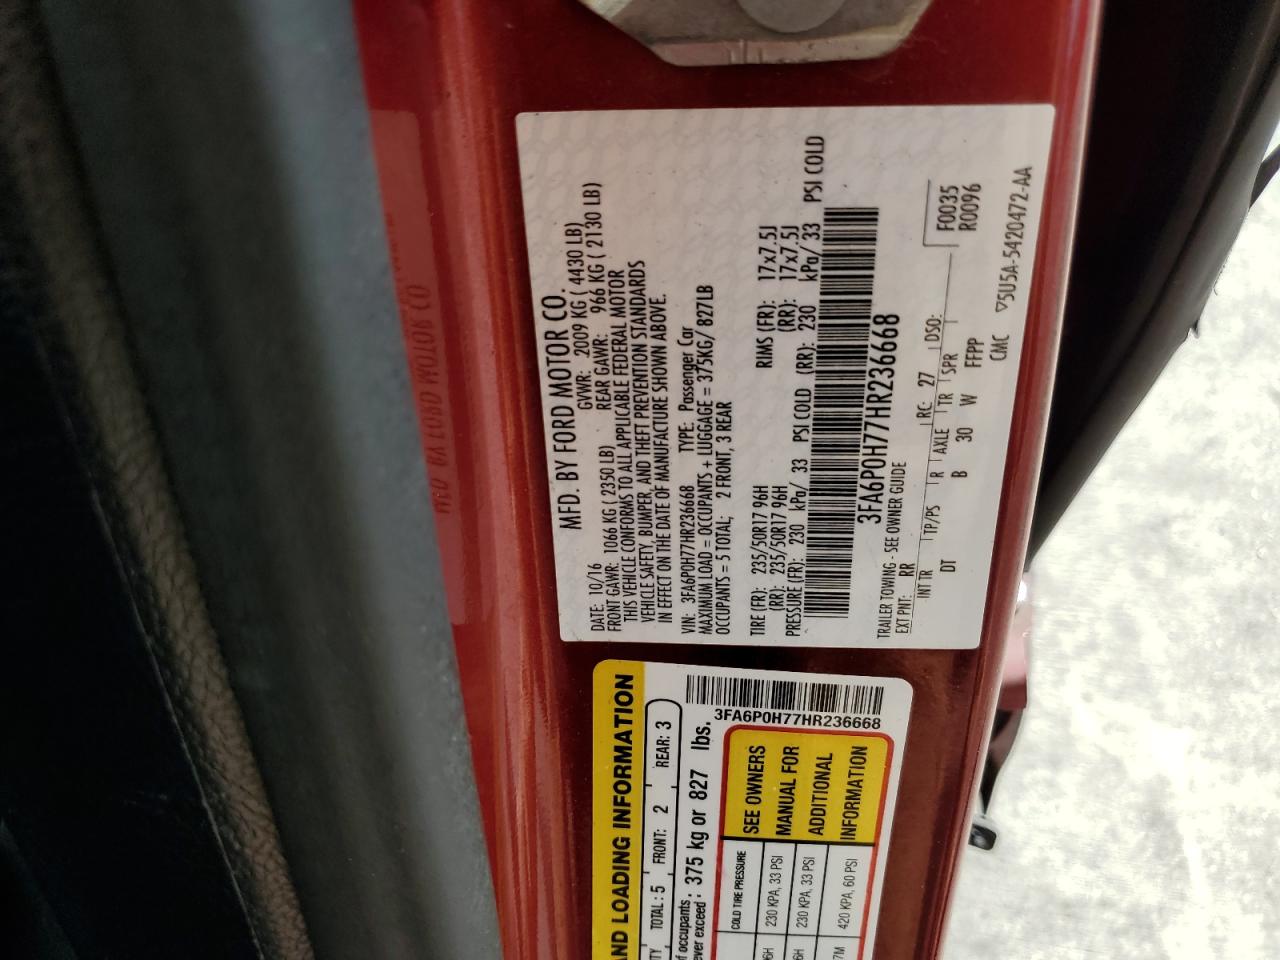 MFD. BY FORD MOTOR CO.
DATE: 10/16 GVWR: 2009 KG ( 4430 LB)
FRONT GAWR: 1066 KG ( 2350 LB) REAR GAWR: 966 KG ( 2130 LB)
THIS VEHICLE CONFORMS TO ALL APPLICABLE FEDERAL MOTOR
VEHICLE SAFETY, BUMPER, AND THEFT PREVENTION STANDARDS
IN EFFECT ON THE DATE OF MANUFACTURE SHOWN ABOVE.
VIN: 3FA6P0H77HR236668 TYPE: Passenger Car
MAXIMUM LOAD = OCCUPANTS + LUGGAGE = 375KG/ 827LB
OCCUPANTS = 5 TOTAL; 2 FRONT, 3 REAR
TIRE (FR): 235/50R17 96H RIMS (FR): 17x7.5J
(RR): 235/50R17 96H (RR): 17x7.5J
PRESSURE (FR): 230 kPa/ 33 PSI COLD (RR): 230 kPa/ 33 PSI COLD
3FA6P0H77HR236668
TRAILER TOWING - SEE OWNER GUIDE
EXT PNT: RR RC: 27 DSO: F0035
INT TR TP/PS R AXLE TR SPR R0096
DT B 30 W FFPP
CMC ▽5U5A-5420472-AA
AND LOADING INFORMATION
TOTAL: 5 FRONT: 2 REAR: 3
of occupants
ever exceed: 375 kg or 827 lbs.
3FA6P0H77HR236668
COLD TIRE PRESSURE
230 KPA, 33 PSI
230 KPA, 33 PSI
420 KPA, 60 PSI
SEE OWNERS
MANUAL FOR
ADDITIONAL
INFORMATION